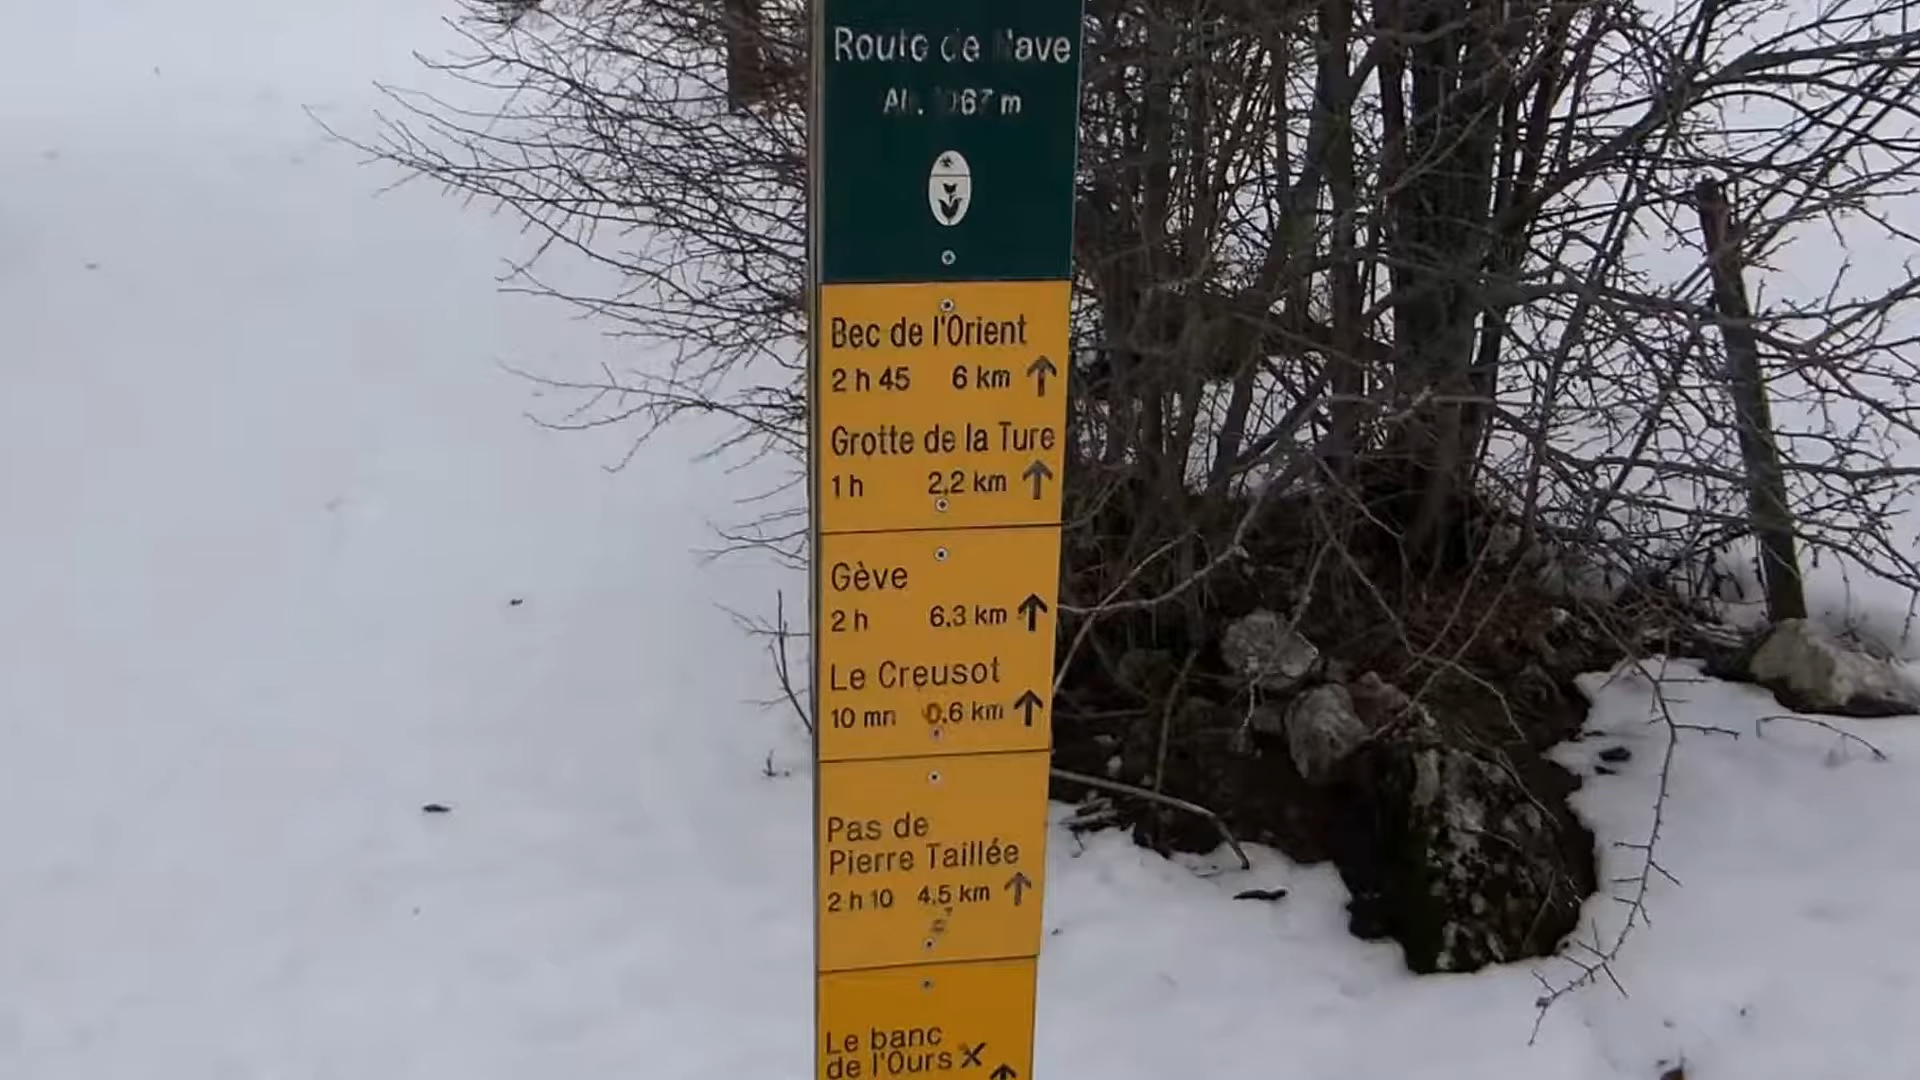 Route de Nave
Alt. 1067 m
Bec de l'Orient
2 h 45 6 km ↑
Grotte de la Ture
1 h 2,2 km ↑
Gève
2 h 6,3 km ↑
Le Creusot
10 mn 0,6 km ↑
Pas de
Pierre Taillée
2 h 10 4,5 km ↑
Le banc
de l'Ours